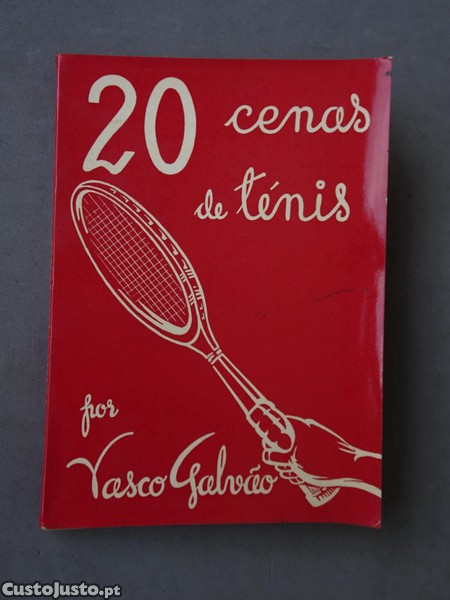 20 cenas
de ténis
por
Vasco Galvão
CustoJusto.pt